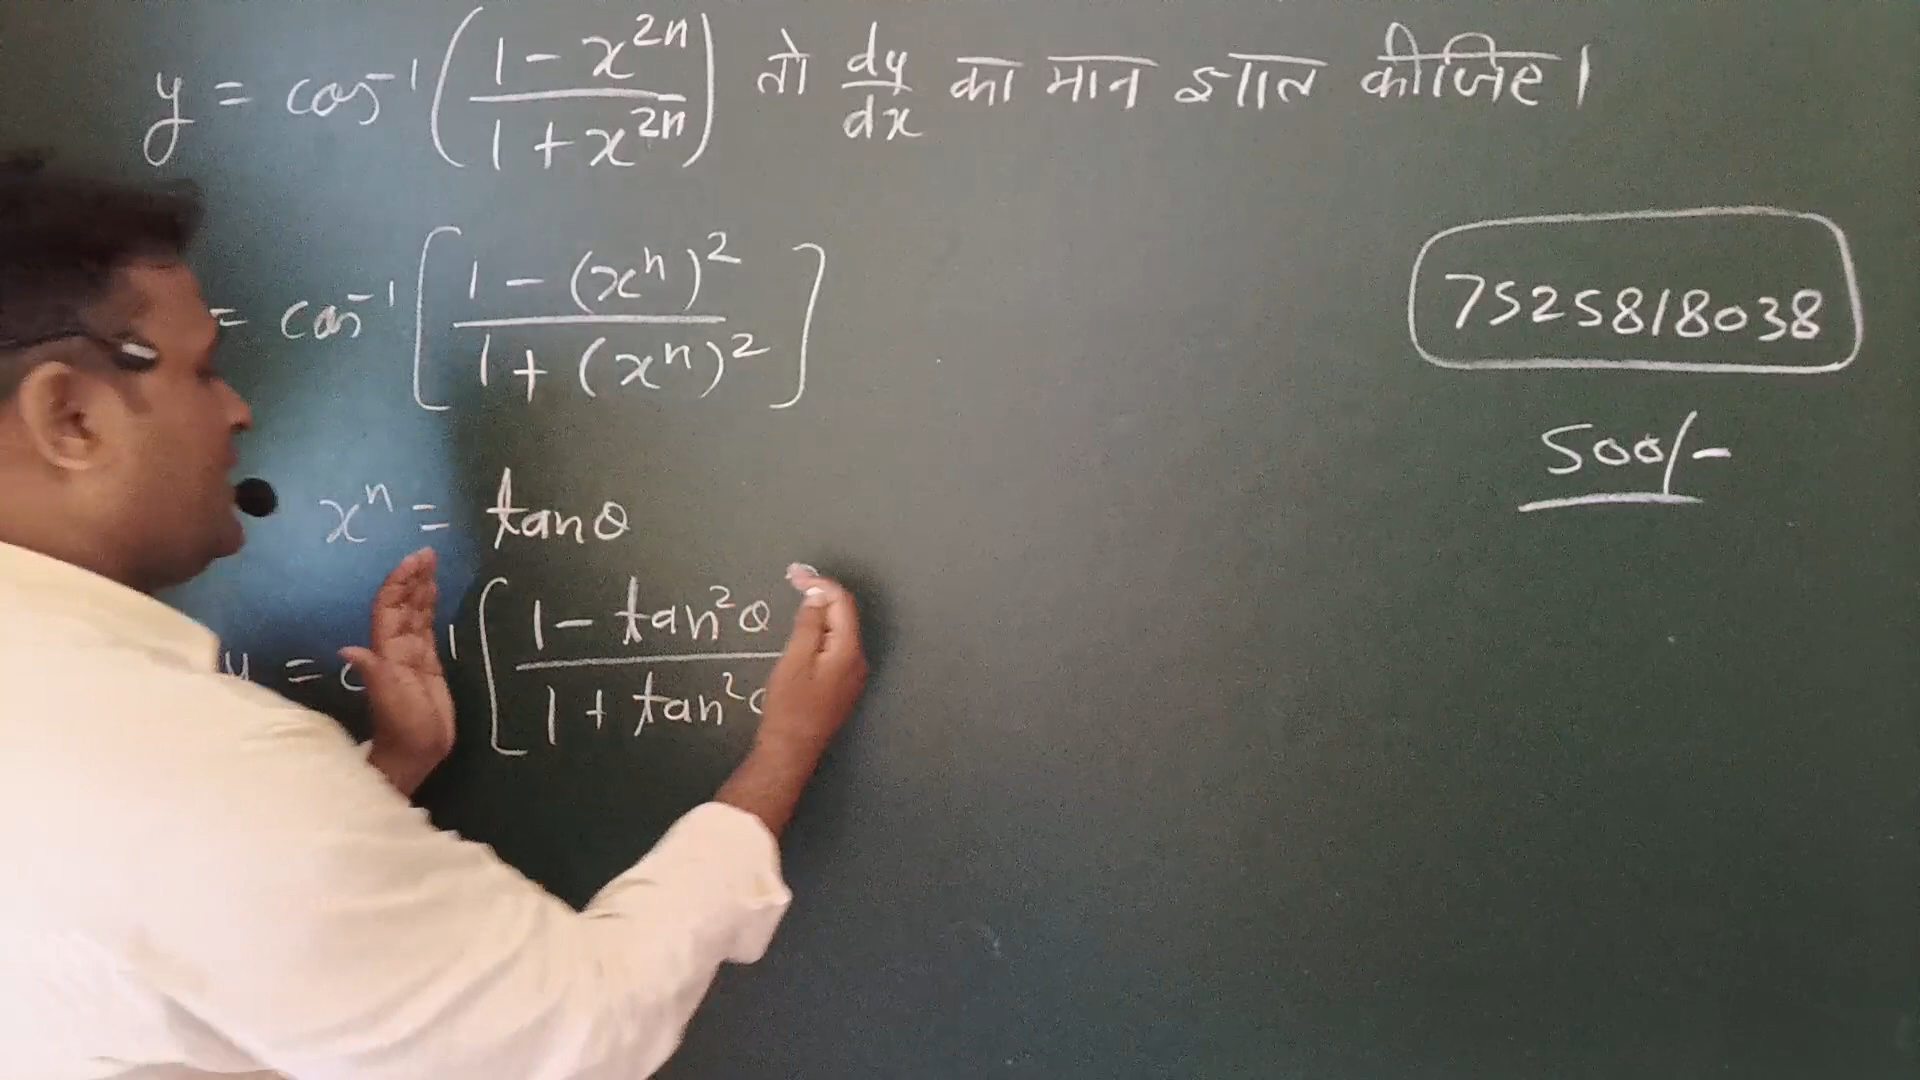 y = cos⁻¹((1-x²ⁿ)/(1+x²ⁿ)) तो dy/dx का मान ज्ञात कीजिए।
= cos⁻¹[(1-(xⁿ)²)/(1+(xⁿ)²)]
7525818038
500/-
xⁿ = tanθ
y = [(1-tan²θ)/(1+tan²